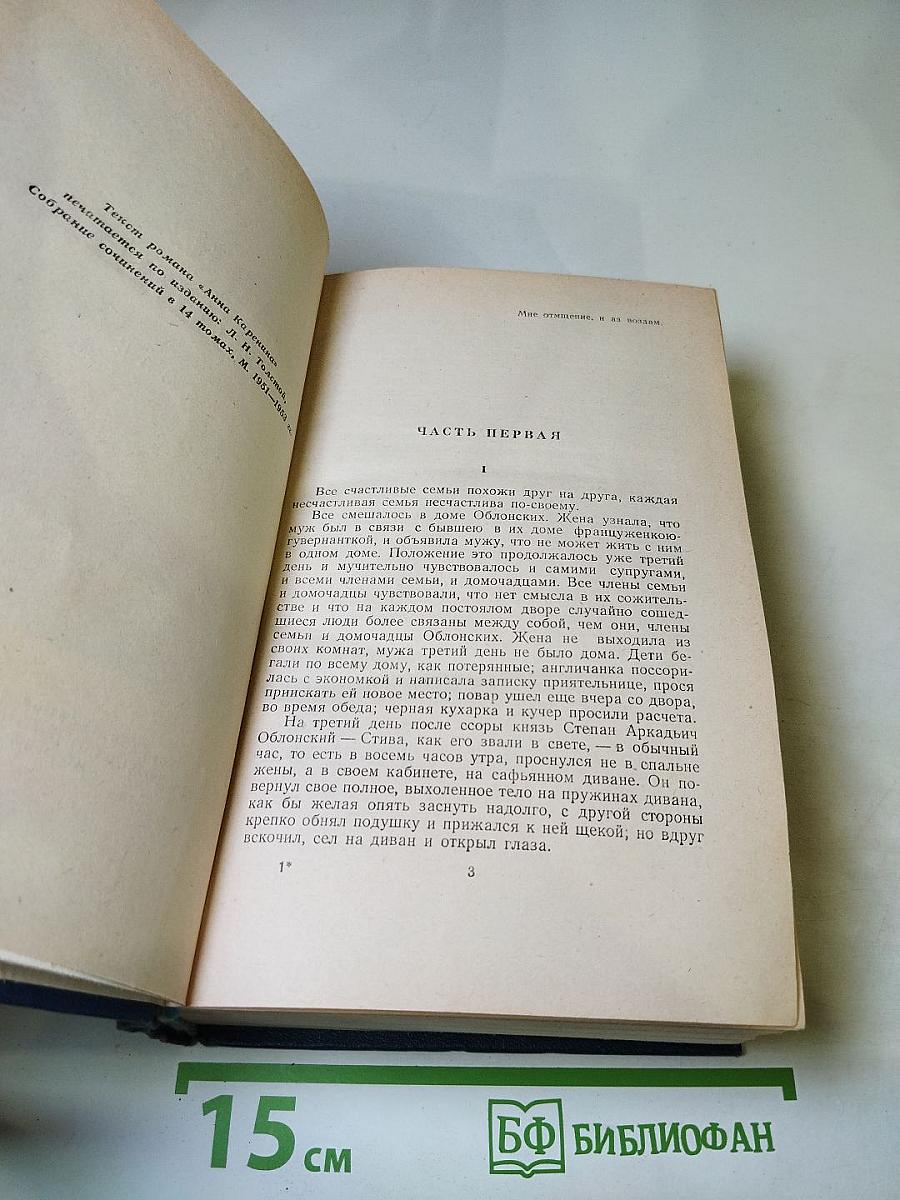 Текст романа «Анна Каренина»
печатается по изданию: Л. Н. Толстой,
Собрание сочинений в 14 томах, М. 1951—1953 гг.
Мне отмщение, и аз воздам.
ЧАСТЬ ПЕРВАЯ
I
Все счастливые семьи похожи друг на друга, каждая
несчастливая семья несчастлива по-своему.
Все смешалось в доме Облонских. Жена узнала, что
муж был в связи с бывшею в их доме француженкою-
гувернанткой, и объявила мужу, что не может жить с ним
в одном доме. Положение это продолжалось уже третий
день и мучительно чувствовалось и самими супругами,
и всеми членами семьи, и домочадцами. Все члены семьи
и домочадцы чувствовали, что нет смысла в их сожитель-
стве и что на каждом постоялом дворе случайно сошед-
шиеся люди более связаны между собой, чем они, члены
семьи и домочадцы Облонских. Жена не выходила из
своих комнат, мужа третий день не было дома. Дети бе-
гали по всему дому, как потерянные; англичанка поссори-
лась с экономкой и написала записку приятельнице, прося
приискать ей новое место; повар ушел еще вчера со двора,
во время обеда; черная кухарка и кучер просили расчета.
На третий день после ссоры князь Степан Аркадьич
Облонский — Стива, как его звали в свете, — в обычный
час, то есть в восемь часов утра, проснулся не в спальне
жены, а в своем кабинете, на сафьянном диване. Он по-
вернул свое полное, выхоленное тело на пружинах дивана,
как бы желая опять заснуть надолго, с другой стороны
крепко обнял подушку и прижался к ней щекой; но вдруг
вскочил, сел на диван и открыл глаза.
1*
3
15 см
БФ БИБЛИОФАН